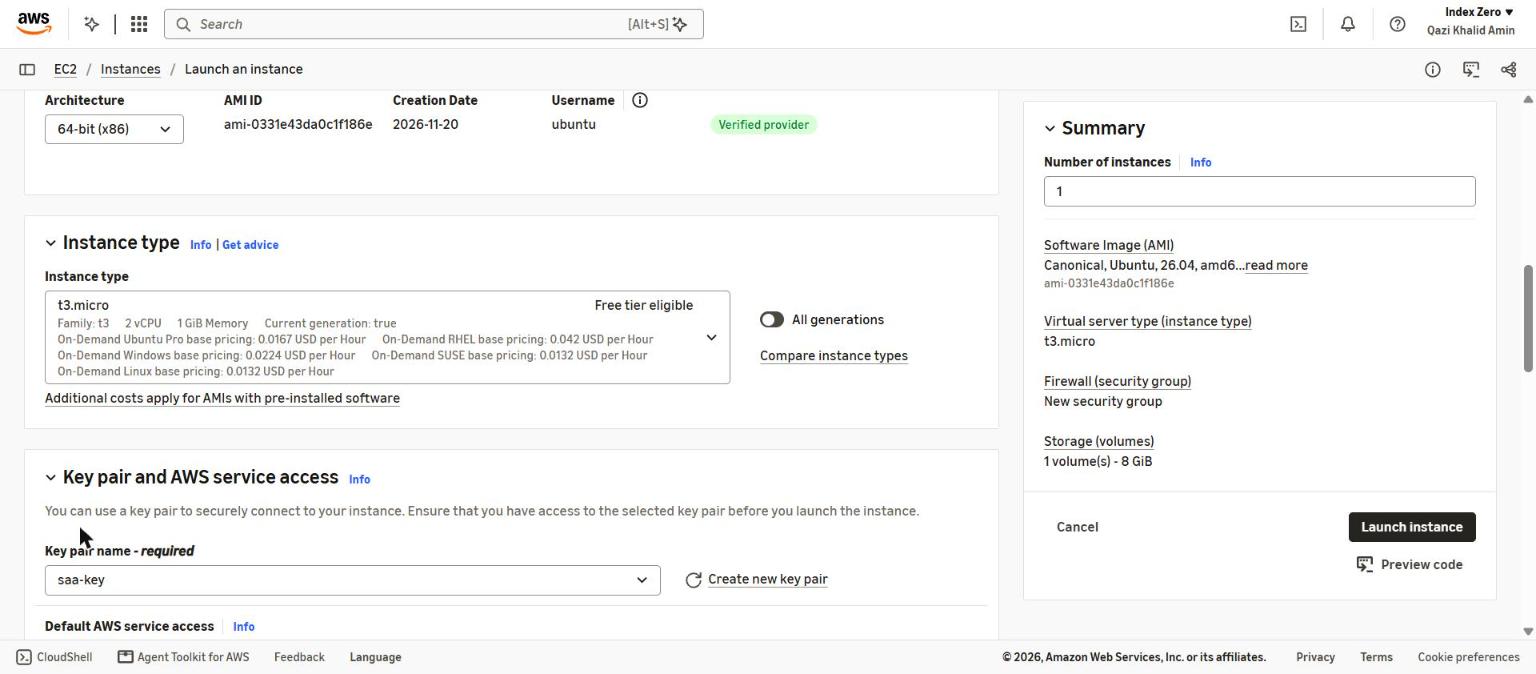 aws
Search [Alt+S]
Index Zero ▼
Qazi Khalid Amin
EC2 / Instances / Launch an instance
Architecture AMI ID Creation Date Username
64-bit (x86) ami-0331e43da0c1f186e 2026-11-20 ubuntu Verified provider
Instance type Info | Get advice
Instance type
t3.micro Free tier eligible
Family: t3 2 vCPU 1 GiB Memory Current generation: true
On-Demand Ubuntu Pro base pricing: 0.0167 USD per Hour On-Demand RHEL base pricing: 0.042 USD per Hour
On-Demand Windows base pricing: 0.0224 USD per Hour On-Demand SUSE base pricing: 0.0132 USD per Hour
On-Demand Linux base pricing: 0.0132 USD per Hour
All generations
Compare instance types
Additional costs apply for AMIs with pre-installed software
Key pair and AWS service access Info
You can use a key pair to securely connect to your instance. Ensure that you have access to the selected key pair before you launch the instance.
Key pair name - required
saa-key
Create new key pair
Default AWS service access Info
Summary
Number of instances Info
1
Software Image (AMI)
Canonical, Ubuntu, 26.04, amd6...read more
ami-0331e43da0c1f186e
Virtual server type (instance type)
t3.micro
Firewall (security group)
New security group
Storage (volumes)
1 volume(s) - 8 GiB
Cancel Launch instance
Preview code
CloudShell Agent Toolkit for AWS Feedback Language © 2026, Amazon Web Services, Inc. or its affiliates. Privacy Terms Cookie preferences